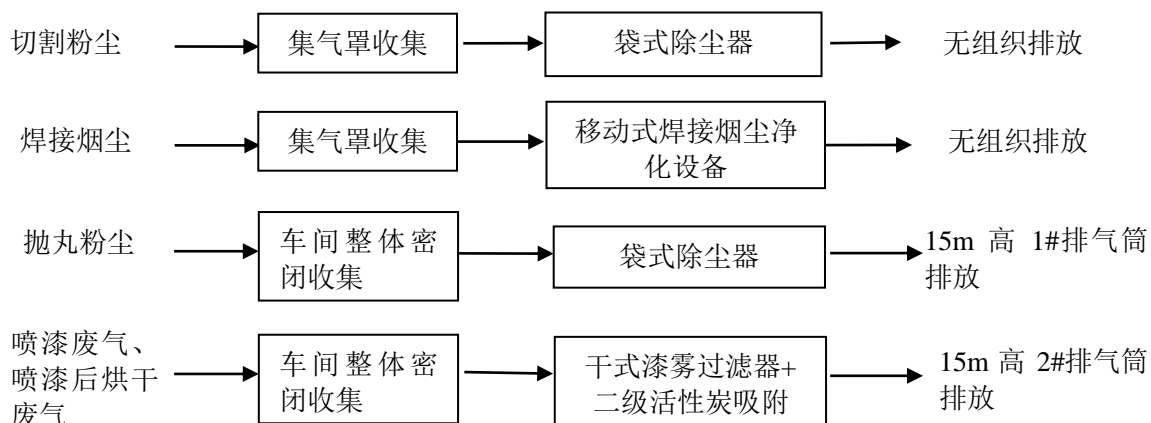 切割粉尘
集气罩收集
袋式除尘器
无组织排放
焊接烟尘
集气罩收集
移动式焊接烟尘净
化设备
无组织排放
抛丸粉尘
车间整体密
闭收集
袋式除尘器
15m 高 1#排气筒
排放
喷漆废气、
喷漆后烘干
废气
车间整体密
闭收集
干式漆雾过滤器+
二级活性炭吸附
15m 高 2#排气筒
排放